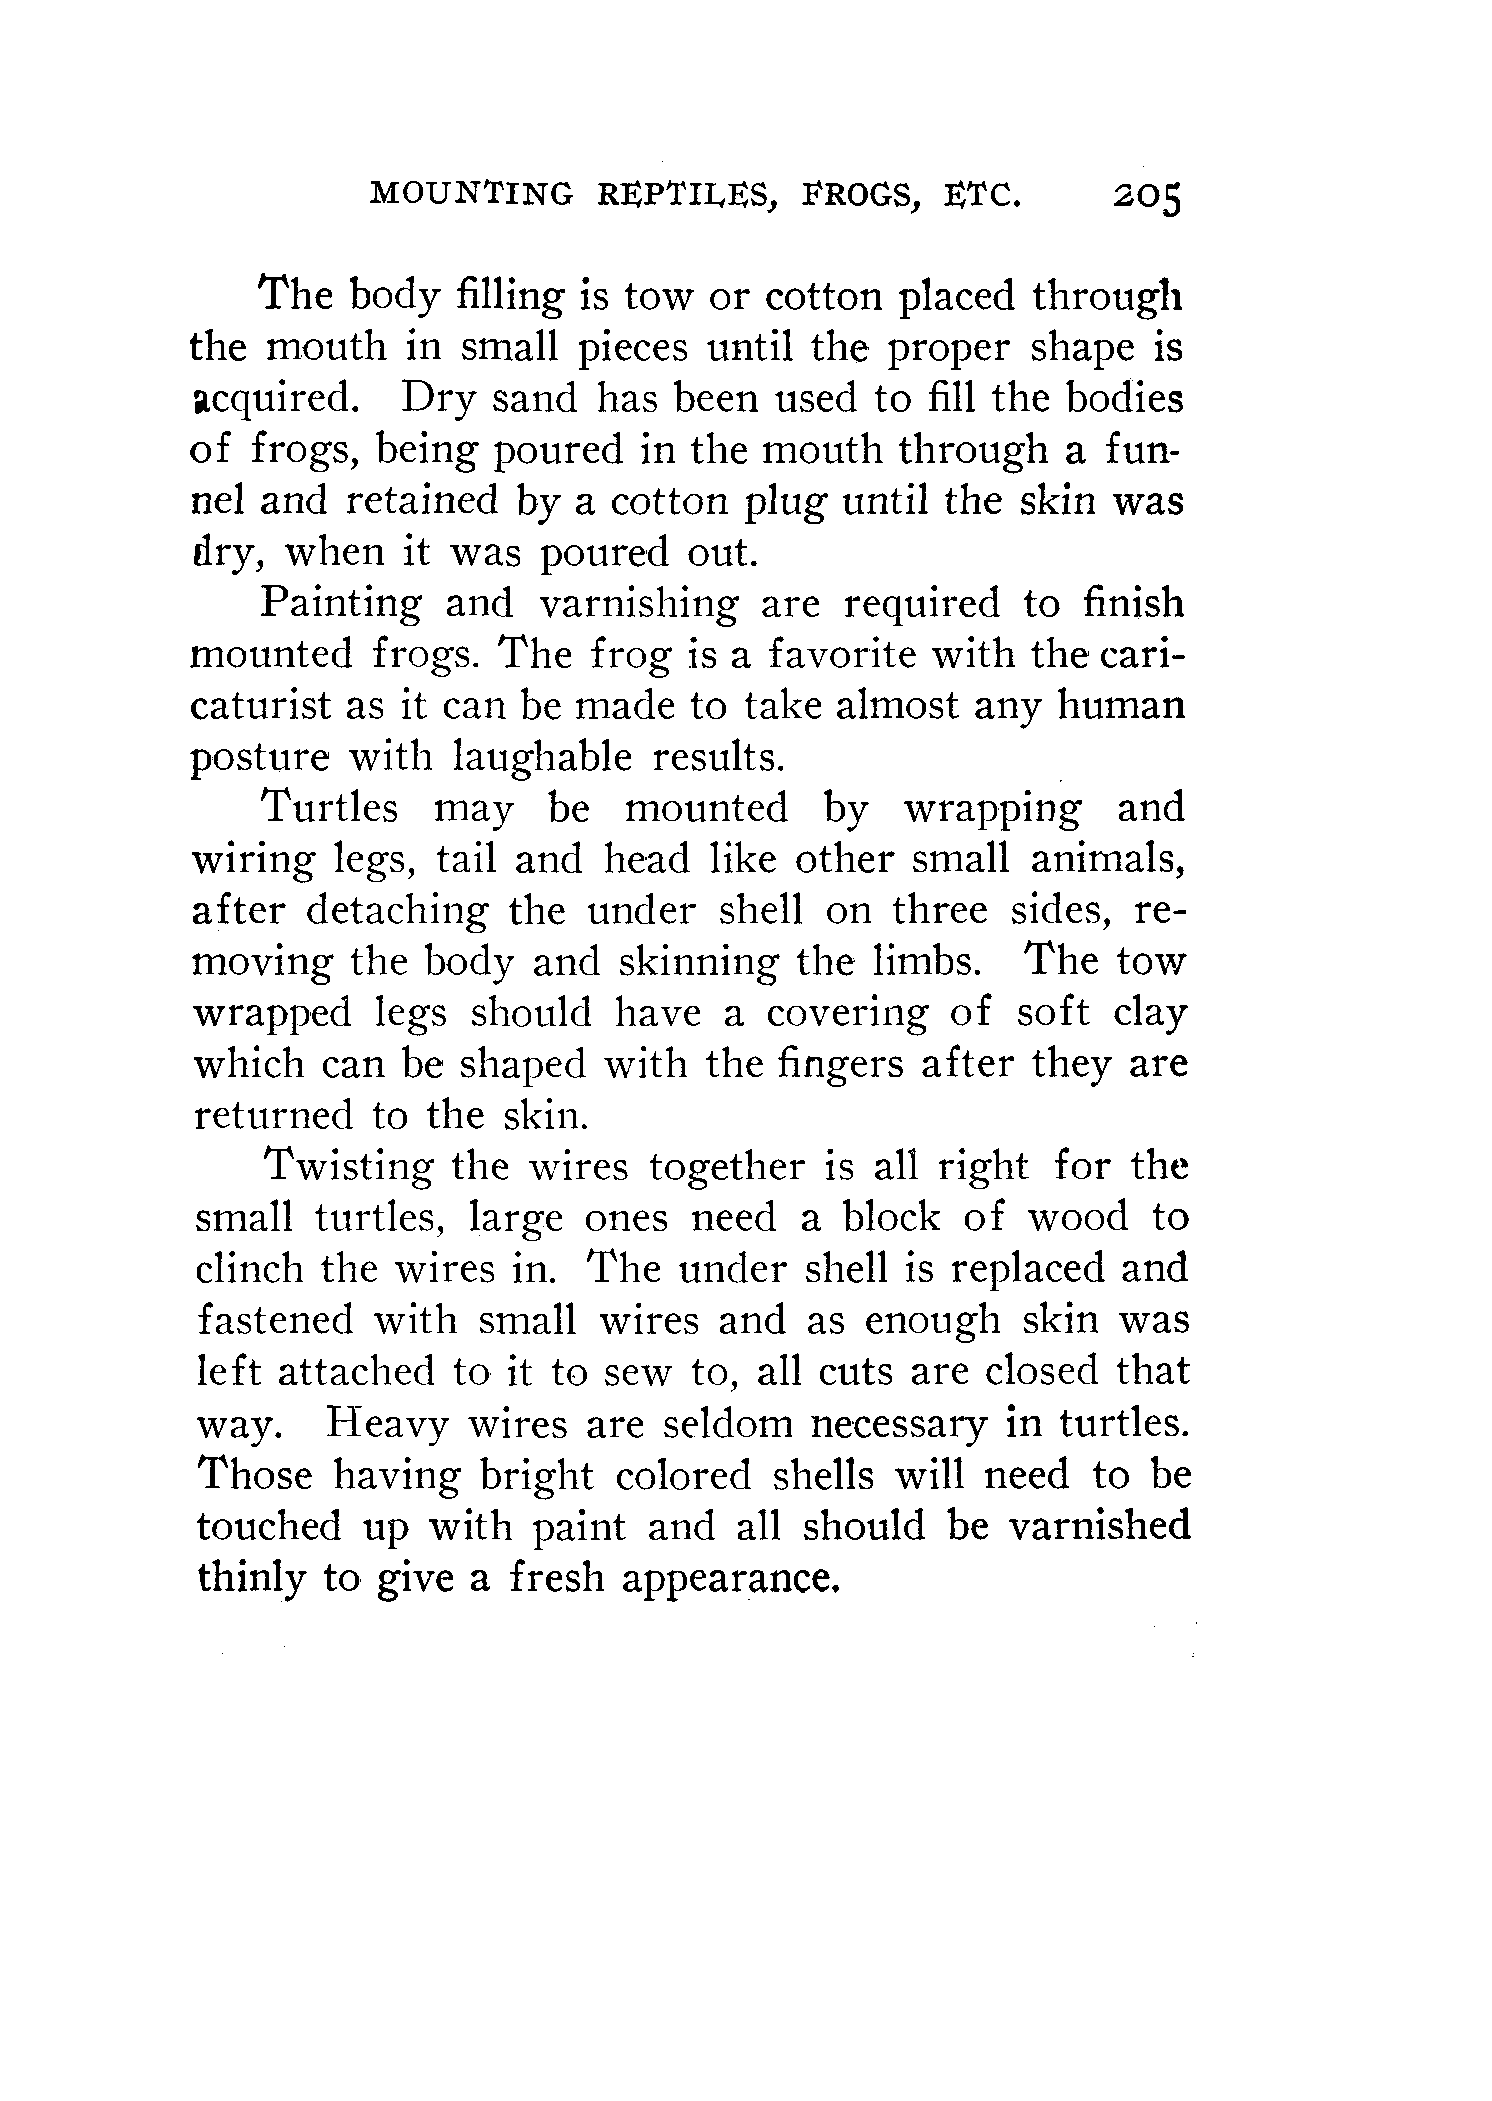 MOUNTING REPTILES, FROGS, ETC. 205
The body filling is tow or cotton placed through
the mouth in small pieces until the proper shape is
acquired. Dry sand has been used to fill the bodies
of frogs, being poured in the mouth through a fun-
nel and retained by a cotton plug until the skin was
dry, when it was poured out.
Painting and varnishing are required to finish
mounted frogs. The frog is a favorite with the cari-
caturist as it can be made to take almost any human
posture with laughable results.
Turtles may be mounted by wrapping and
wiring legs, tail and head like other small animals,
after detaching the under shell on three sides, re-
moving the body and skinning the limbs. The tow
wrapped legs should have a covering of soft clay
which can be shaped with the fingers after they are
returned to the skin.
Twisting the wires together is all right for the
small turtles, large ones need a block of wood to
clinch the wires in. The under shell is replaced and
fastened with small wires and as enough skin was
left attached to it to sew to, all cuts are closed that
way. Heavy wires are seldom necessary in turtles.
Those having bright colored shells will need to be
touched up with paint and all should be varnished
thinly to give a fresh appearance.